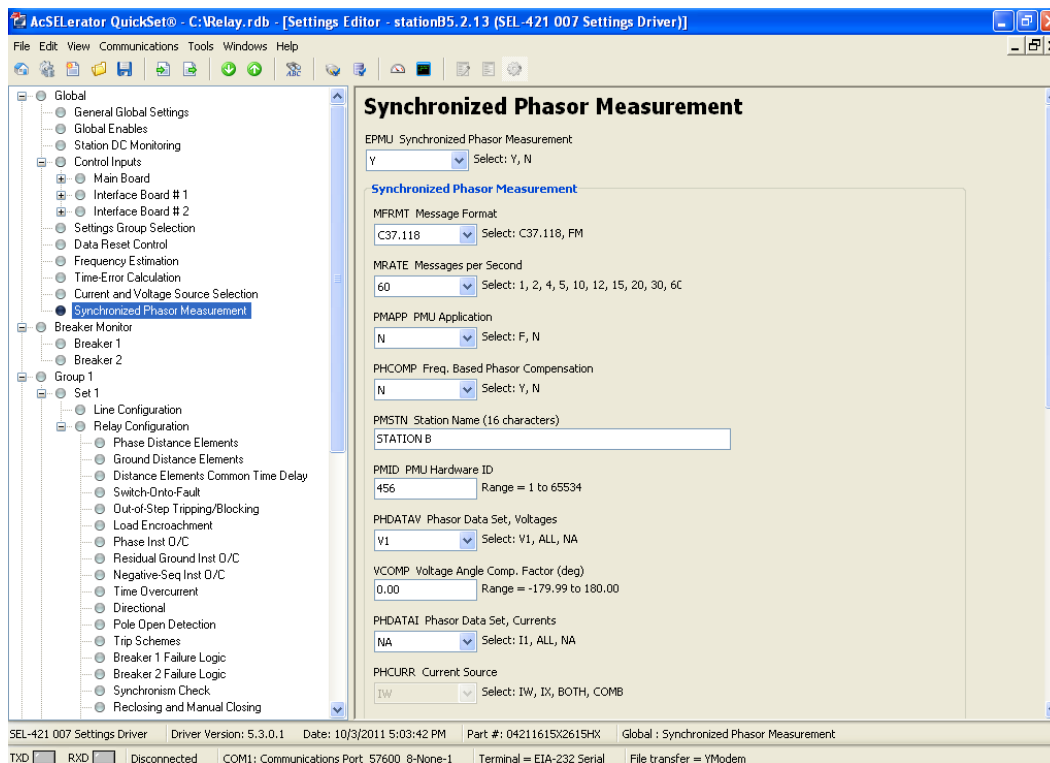 AcSELerator QuickSet® - C:\Relay.rdb - [Settings Editor - stationB5.2.13 (SEL-421 007 Settings Driver)]
File Edit View Communications Tools Windows Help
Global
General Global Settings
Global Enables
Station DC Monitoring
Control Inputs
Main Board
Interface Board # 1
Interface Board # 2
Settings Group Selection
Data Reset Control
Frequency Estimation
Time-Error Calculation
Current and Voltage Source Selection
Synchronized Phasor Measurement
Breaker Monitor
Breaker 1
Breaker 2
Group 1
Set 1
Line Configuration
Relay Configuration
Phase Distance Elements
Ground Distance Elements
Distance Elements Common Time Delay
Switch-Onto-Fault
Out-of-Step Tripping/Blocking
Load Encroachment
Phase Inst O/C
Residual Ground Inst O/C
Negative-Seq Inst O/C
Time Overcurrent
Directional
Pole Open Detection
Trip Schemes
Breaker 1 Failure Logic
Breaker 2 Failure Logic
Synchronism Check
Reclosing and Manual Closing
Synchronized Phasor Measurement
EPMU Synchronized Phasor Measurement
Y Select: Y, N
Synchronized Phasor Measurement
MFRMT Message Format
C37.118 Select: C37.118, FM
MRATE Messages per Second
60 Select: 1, 2, 4, 5, 10, 12, 15, 20, 30, 60
PMAPP PMU Application
N Select: F, N
PHCOMP Freq. Based Phasor Compensation
N Select: Y, N
PMSTN Station Name (16 characters)
STATION B
PMID PMU Hardware ID
456 Range = 1 to 65534
PHDATAV Phasor Data Set, Voltages
V1 Select: V1, ALL, NA
VCOMP Voltage Angle Comp. Factor (deg)
0.00 Range = -179.99 to 180.00
PHDATAI Phasor Data Set, Currents
NA Select: I1, ALL, NA
PHCURR Current Source
IW Select: IW, IX, BOTH, COMB
SEL-421 007 Settings Driver Driver Version: 5.3.0.1 Date: 10/3/2011 5:03:42 PM Part #: 04211615X2615HX Global : Synchronized Phasor Measurement
TXD RXD Disconnected COM1: Communications Port 57600 8-None-1 Terminal = EIA-232 Serial File transfer = YModem